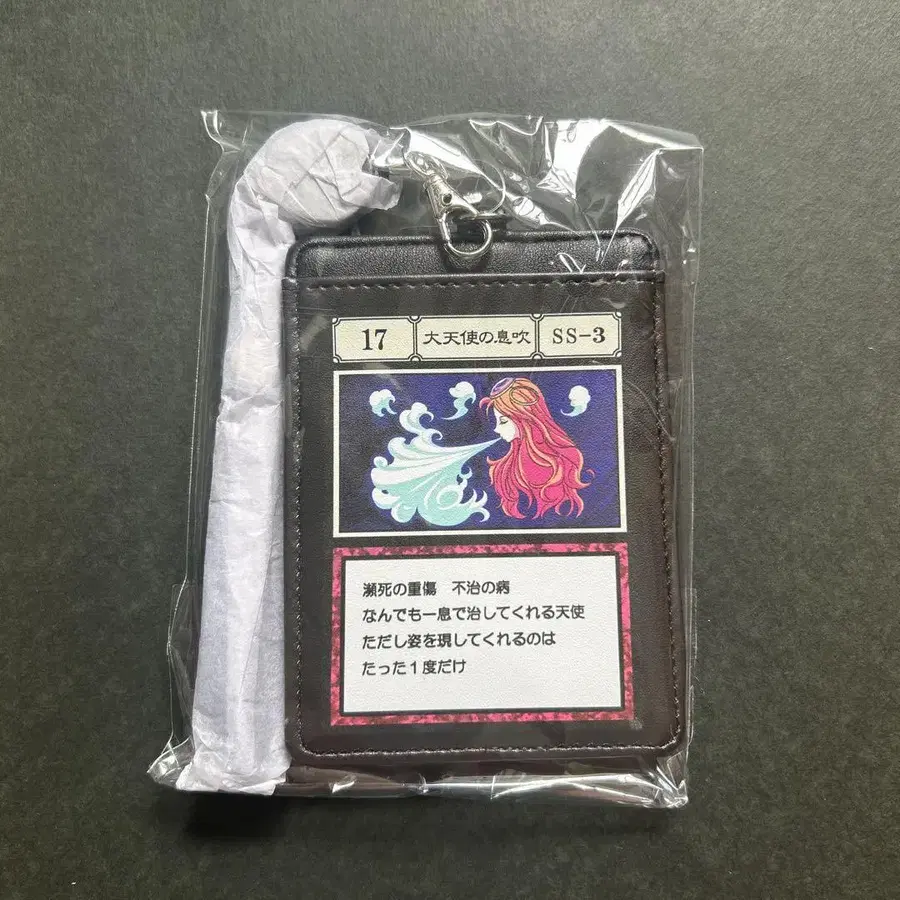 17
大天使の息吹
SS-3
瀕死の重傷　不治の病
なんでも一息で治してくれる天使
ただし姿を現してくれるのは
たった1度だけ